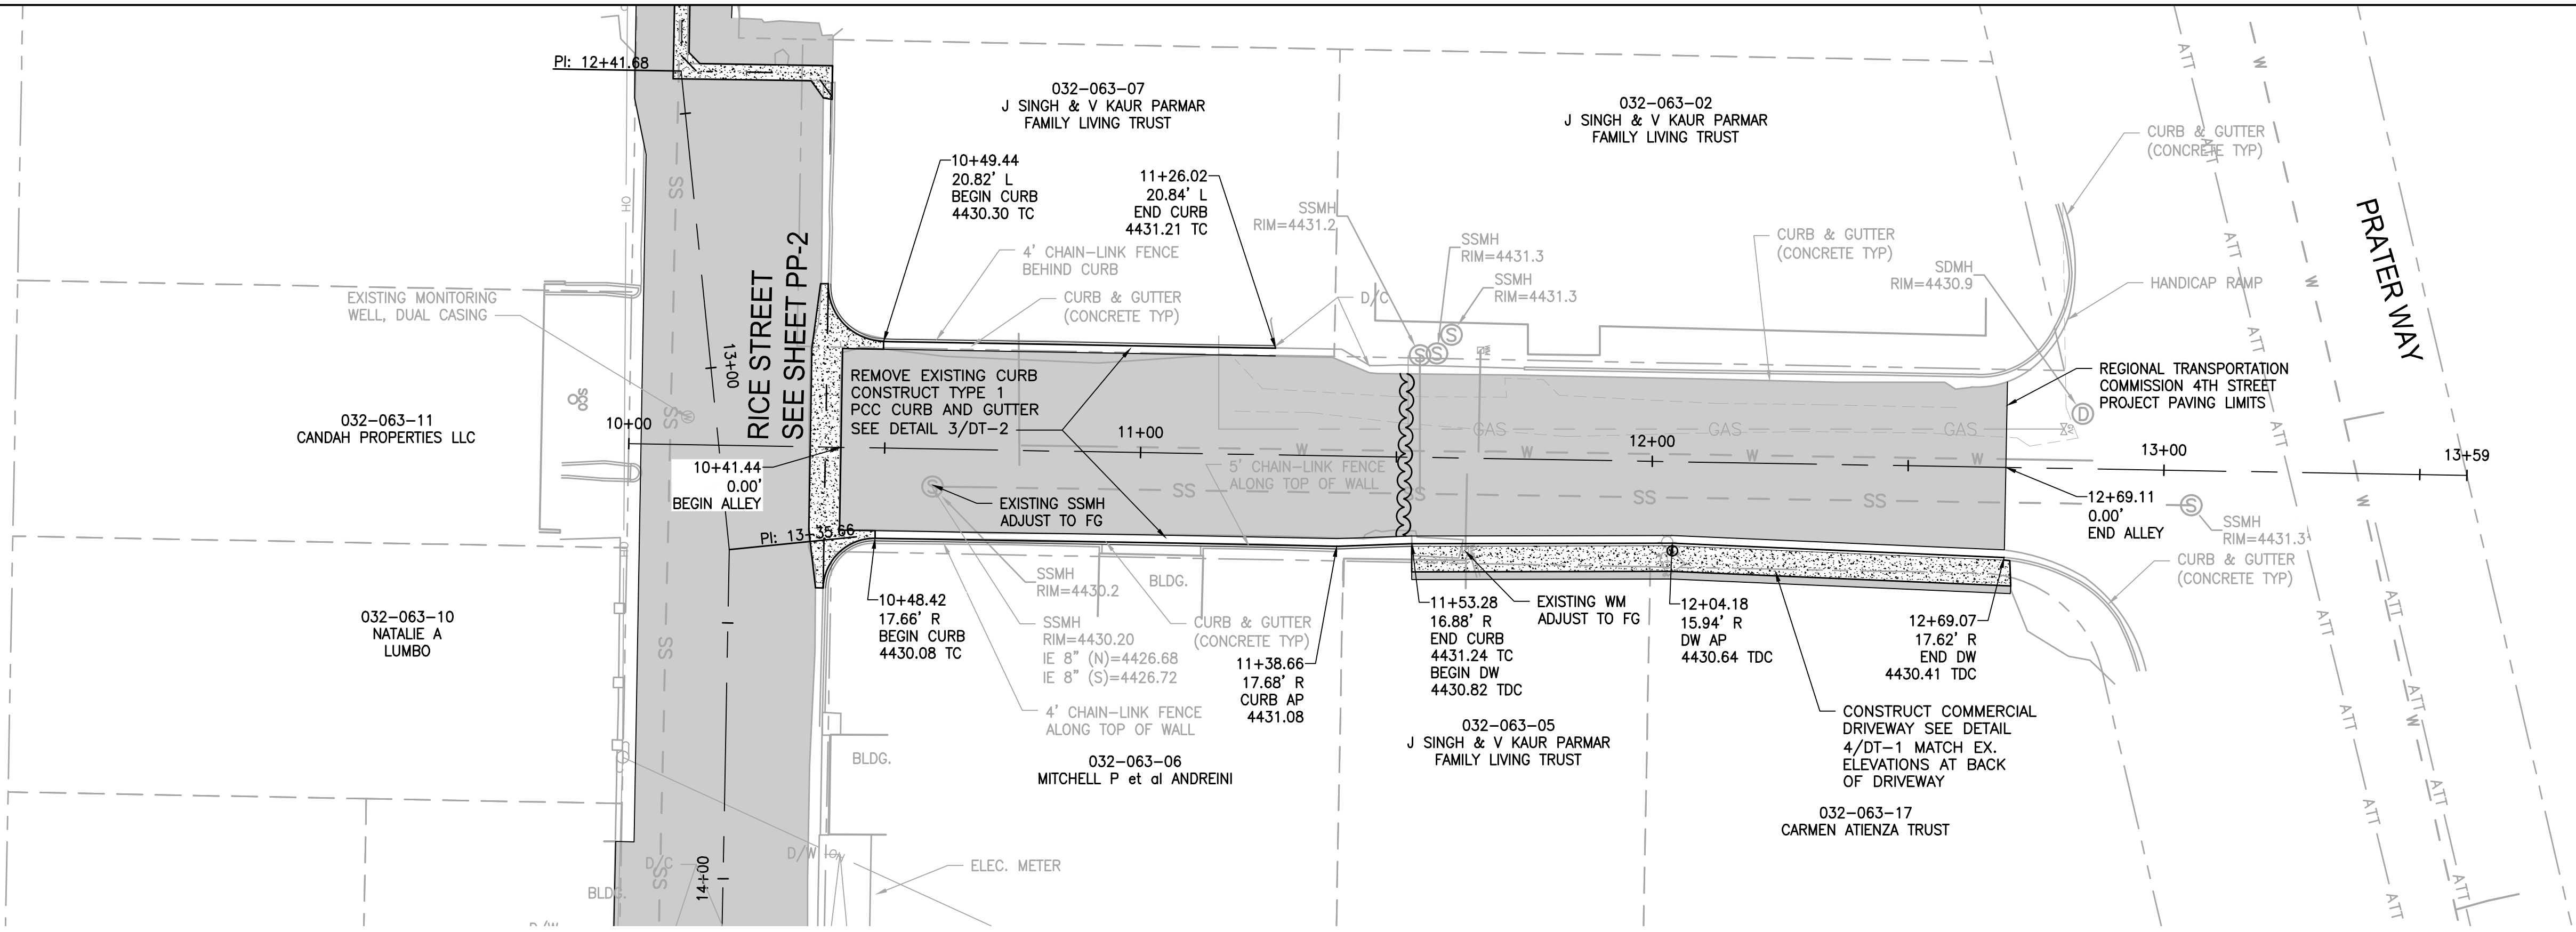 PI: 12+41.68
032-063-07
J SINGH & V KAUR PARMAR
FAMILY LIVING TRUST
032-063-02
J SINGH & V KAUR PARMAR
FAMILY LIVING TRUST
CURB & GUTTER
(CONCRETE TYP)
ATT
W
PRATER WAY
10+49.44
20.82' L
BEGIN CURB
4430.30 TC
11+26.02
20.84' L
END CURB
4431.21 TC
SSMH
RIM=4431.2
SSMH
RIM=4431.3
SSMH
RIM=4431.3
CURB & GUTTER
(CONCRETE TYP)
SDMH
RIM=4430.9
HANDICAP RAMP
4' CHAIN-LINK FENCE
BEHIND CURB
CURB & GUTTER
(CONCRETE TYP)
D/C
OH
SS
EXISTING MONITORING
WELL, DUAL CASING
RICE STREET
SEE SHEET PP-2
13+00
SCO
032-063-11
CANDAH PROPERTIES LLC
10+00
REMOVE EXISTING CURB
CONSTRUCT TYPE 1
PCC CURB AND GUTTER
SEE DETAIL 3/DT-2
REGIONAL TRANSPORTATION
COMMISSION 4TH STREET
PROJECT PAVING LIMITS
S
S
S
D
11+00
W
GAS
GAS
GAS
12+00
W
W
W
13+00
13+59
10+41.44
0.00'
BEGIN ALLEY
S
EXISTING SSMH
ADJUST TO FG
5' CHAIN-LINK FENCE
ALONG TOP OF WALL
SS
SS
SS
SS
12+69.11
0.00'
END ALLEY
S
SSMH
RIM=4431.3
PI: 13+35.66
CURB & GUTTER
(CONCRETE TYP)
032-063-10
NATALIE A
LUMBO
10+48.42
17.66' R
BEGIN CURB
4430.08 TC
SSMH
RIM=4430.2
BLDG.
SSMH
RIM=4430.20
IE 8" (N)=4426.68
IE 8" (S)=4426.72
CURB & GUTTER
(CONCRETE TYP)
4' CHAIN-LINK FENCE
ALONG TOP OF WALL
11+38.66
17.68' R
CURB AP
4431.08
11+53.28
16.88' R
END CURB
4431.24 TC
BEGIN DW
4430.82 TDC
EXISTING WM
ADJUST TO FG
12+04.18
15.94' R
DW AP
4430.64 TDC
12+69.07
17.62' R
END DW
4430.41 TDC
CONSTRUCT COMMERCIAL
DRIVEWAY SEE DETAIL
4/DT-1 MATCH EX.
ELEVATIONS AT BACK
OF DRIVEWAY
032-063-06
MITCHELL P et al ANDREINI
032-063-05
J SINGH & V KAUR PARMAR
FAMILY LIVING TRUST
032-063-17
CARMEN ATIENZA TRUST
BLDG.
D/W
ELEC. METER
D/C
BLDG.
14+00
SS
SS
ATT
ATT
W